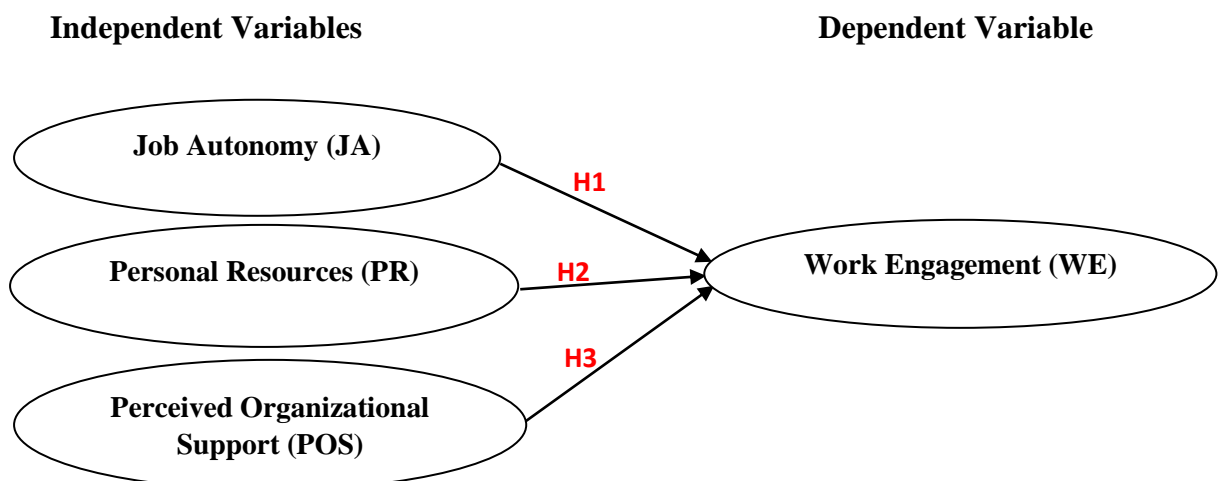 Independent Variables
Dependent Variable
Job Autonomy (JA)
H1
Personal Resources (PR)
H2
Work Engagement (WE)
H3
Perceived Organizational
Support (POS)